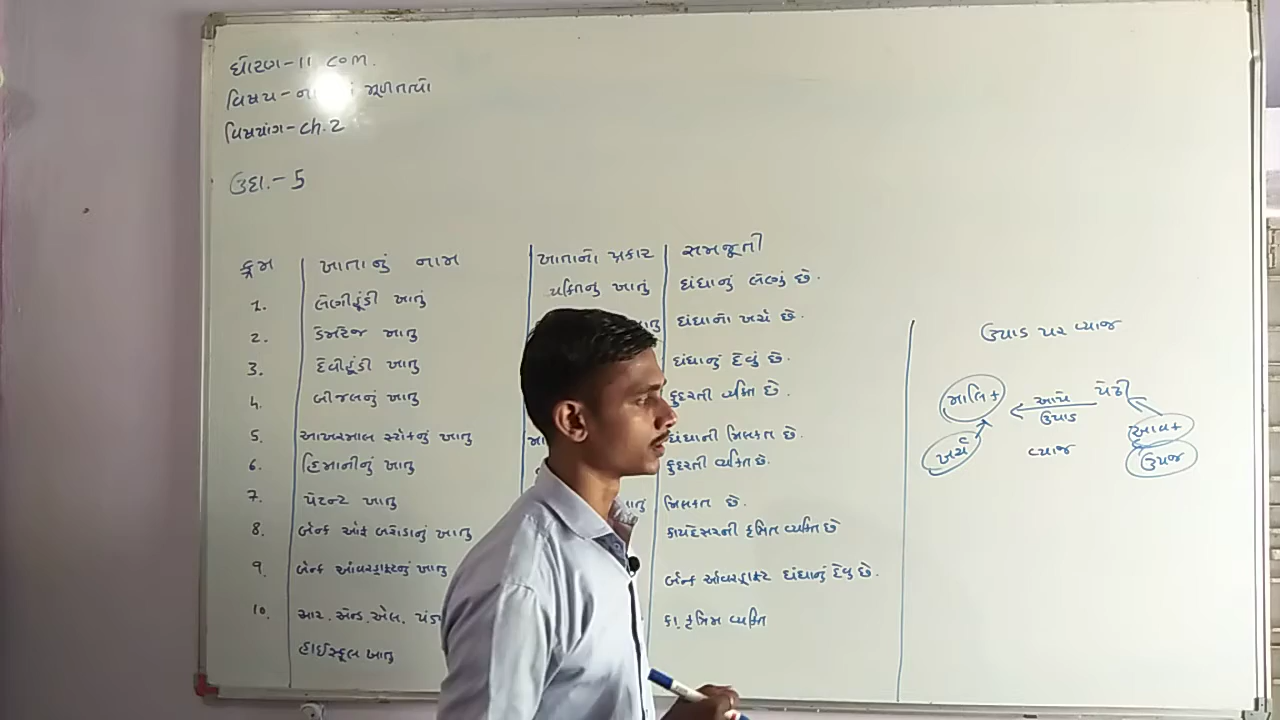 ધોરણ-11 COM.
વિષય- મૂળતત્વો
વિષયાંગ- Ch.2
ઉદા.- 5
ક્રમ ખાતાનું નામ ખાતાનો પ્રકાર સમજૂતી
1. લેણીહૂંડી ખાતું વ્યક્તિનું ખાતું ધંધાનું લેણું છે.
2. ડેમરેજ ખાતુ ધંધાનો ખર્ચ છે.
3. દેવીહૂંડી ખાતુ ધંધાનું દેવું છે.
4. બીજલનું ખાતુ કુદરતી વ્યક્તિ છે.
5. આખરમાલ સ્ટોકનું ખાતુ ધંધાની મિલકત છે.
6. હિમાનીનું ખાતુ કુદરતી વ્યક્તિ છે.
7. પેટન્ટ ખાતુ મિલકત છે.
8. બેન્ક ઓફ બરોડાનું ખાતુ કાયદેસરની કૃત્રિમ વ્યક્તિ છે
9. બેન્ક ઓવરડ્રાફ્ટનું ખાતુ બેન્ક ઓવરડ્રાફ્ટ ધંધાનું દેવુ છે.
10. આર. એન્ડ. એલ. કા. કૃત્રિમ વ્યક્તિ
હાઈસ્કૂલ ખાતુ
ઉપાડ પર વ્યાજ
માલિક આપે પેઢી
ઉપાડ આવક
ખર્ચ વ્યાજ ઉપજ